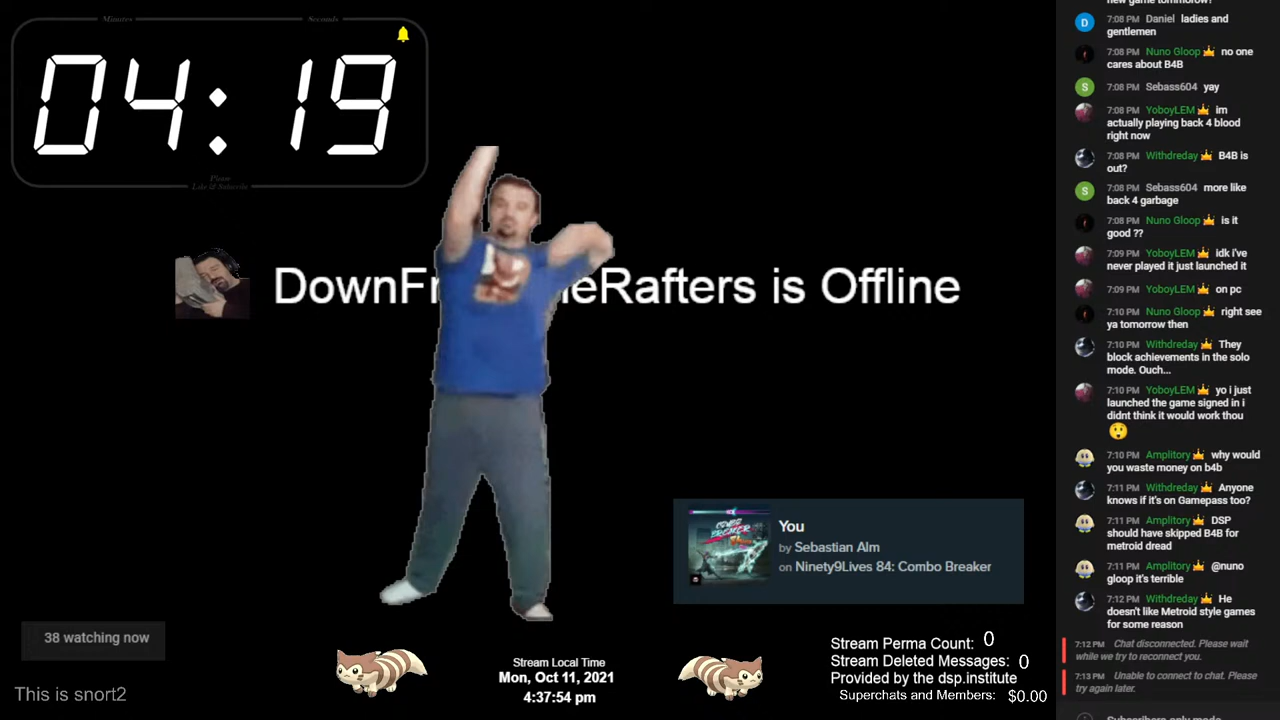 Minutes
Seconds
04:19
Please
Like & Subscribe
DownFr
eRafters is Offline
You
by Sebastian Alm
on Ninety9Lives 84: Combo Breaker
38 watching now
This is snort2
Stream Local Time
Mon, Oct 11, 2021
4:37:54 pm
Stream Perma Count: 0
Stream Deleted Messages: 0
Provided by the dsp.institute
Superchats and Members: $0.00
new game tommorow?
D
7:08 PM Daniel ladies and
gentlemen
7:08 PM Nuno Gloop no one
cares about B4B
S
7:08 PM Sebass604 yay
7:08 PM YoboyLEM im
actually playing back 4 blood
right now
7:08 PM Withdreday B4B is
out?
S
7:08 PM Sebass604 more like
back 4 garbage
7:08 PM Nuno Gloop is it
good ??
7:09 PM YoboyLEM idk i've
never played it just launched it
7:09 PM YoboyLEM on pc
7:10 PM Nuno Gloop right see
ya tomorrow then
7:10 PM Withdreday They
block achievements in the solo
mode. Ouch...
7:10 PM YoboyLEM yo i just
launched the game signed in i
didnt think it would work thou
7:10 PM Amplitory why would
you waste money on b4b
7:11 PM Withdreday Anyone
knows if it's on Gamepass too?
7:11 PM Amplitory DSP
should have skipped B4B for
metroid dread
7:11 PM Amplitory @nuno
gloop it's terrible
7:12 PM Withdreday He
doesn't like Metroid style games
for some reason
7:12 PM Chat disconnected. Please wait
while we try to reconnect you.
7:13 PM Unable to connect to chat. Please
try again later.
Subscribers-only mode